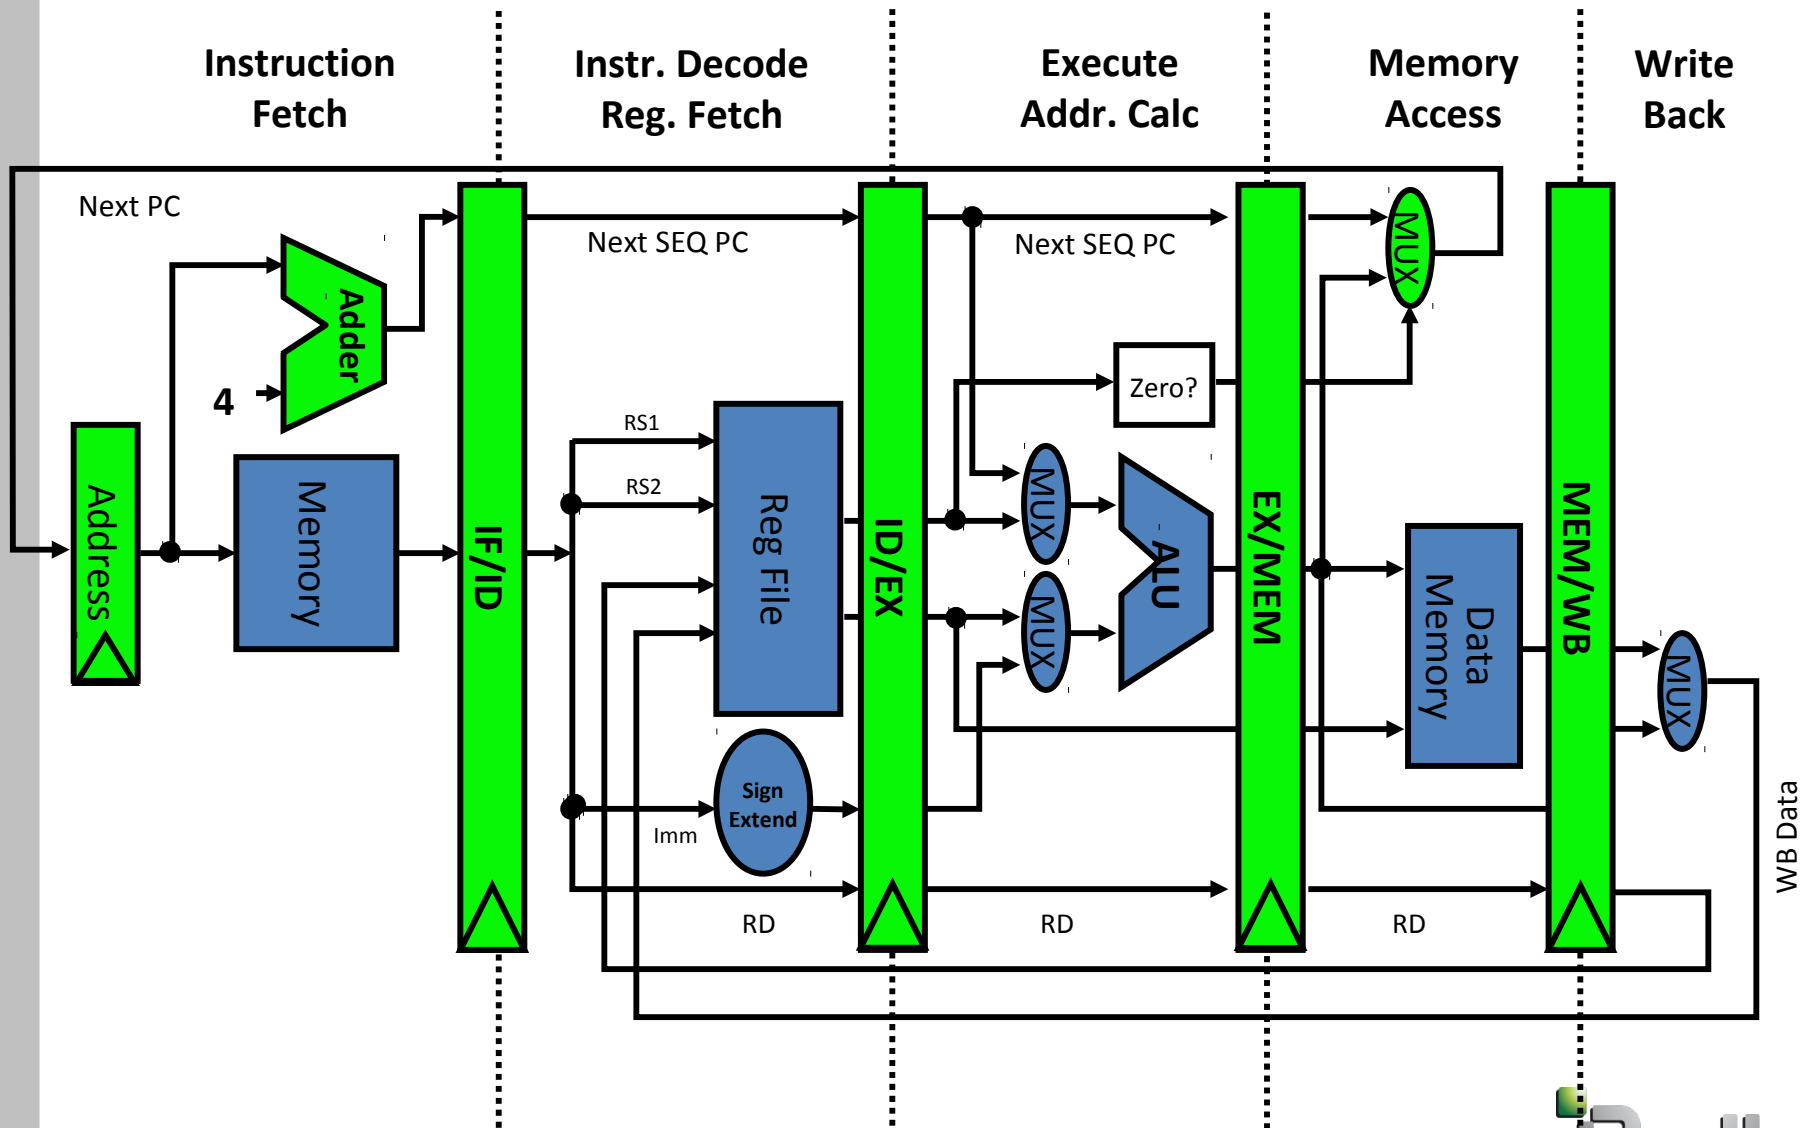 Instruction
Fetch
Instr. Decode
Reg. Fetch
Execute
Addr. Calc
Memory
Access
Write
Back
Next PC
Next SEQ PC
Next SEQ PC
Adder
4
Zero?
RS1
RS2
Address
Memory
IF/ID
Reg File
ID/EX
MUX
MUX
ALU
EX/MEM
MUX
Data
Memory
MEM/WB
MUX
Sign
Extend
Imm
WB Data
RD
RD
RD